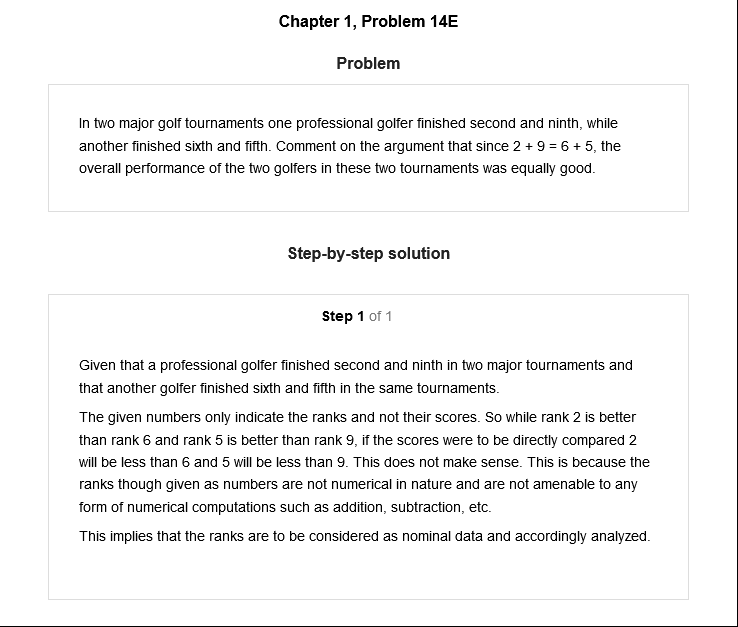 Chapter 1, Problem 14E
Problem
In two major golf tournaments one professional golfer finished second and ninth, while
another finished sixth and fifth. Comment on the argument that since 2 + 9 = 6 + 5, the
overall performance of the two golfers in these two tournaments was equally good.
Step-by-step solution
Step 1 of 1
Given that a professional golfer finished second and ninth in two major tournaments and
that another golfer finished sixth and fifth in the same tournaments.
The given numbers only indicate the ranks and not their scores. So while rank 2 is better
than rank 6 and rank 5 is better than rank 9, if the scores were to be directly compared 2
will be less than 6 and 5 will be less than 9. This does not make sense. This is because the
ranks though given as numbers are not numerical in nature and are not amenable to any
form of numerical computations such as addition, subtraction, etc.
This implies that the ranks are to be considered as nominal data and accordingly analyzed.